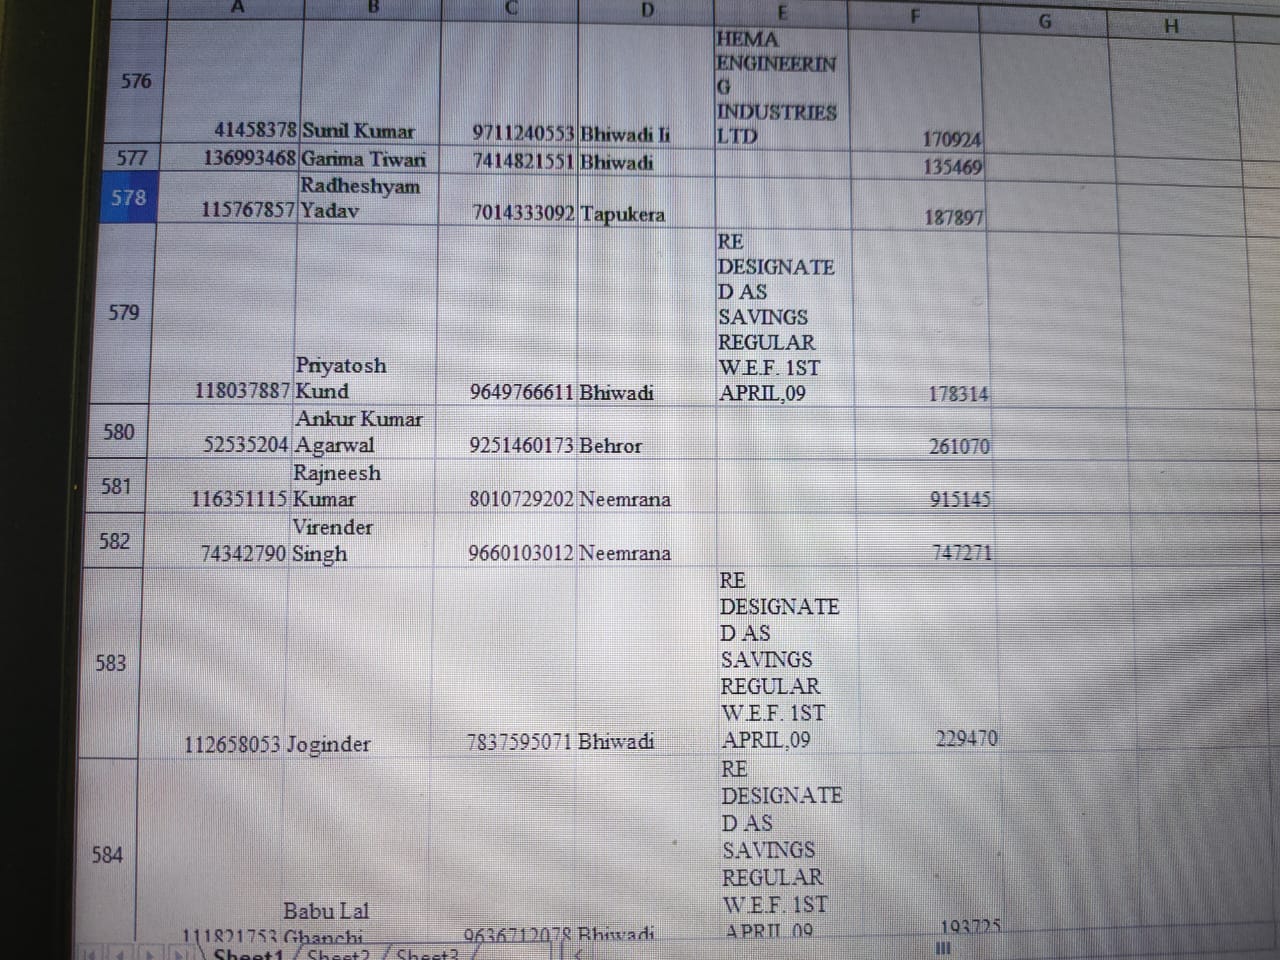 A B C D E F G H
576 41458378 Sunil Kumar 9711240553 Bhiwadi Ii HEMA
ENGINEERIN
G
INDUSTRIES
LTD 170924
577 136993468 Garima Tiwari 7414821551 Bhiwadi 135469
578 115767857 Radheshyam
Yadav 7014333092 Tapukera 187897
579 118037887 Priyatosh
Kund 9649766611 Bhiwadi RE
DESIGNATE
D AS
SAVINGS
REGULAR
W.E.F. 1ST
APRIL,09 178314
580 52535204 Ankur Kumar
Agarwal 9251460173 Behror 261070
581 116351115 Rajneesh
Kumar 8010729202 Neemrana 915145
582 74342790 Virender
Singh 9660103012 Neemrana 747271
583 112658053 Joginder 7837595071 Bhiwadi RE
DESIGNATE
D AS
SAVINGS
REGULAR
W.E.F. 1ST
APRIL,09 229470
584 111821753 Babu Lal
Ghanchi 9636712078 Bhiwadi RE
DESIGNATE
D AS
SAVINGS
REGULAR
W.E.F. 1ST
APRIL,09 193725
Sheet1 Sheet2 Sheet3